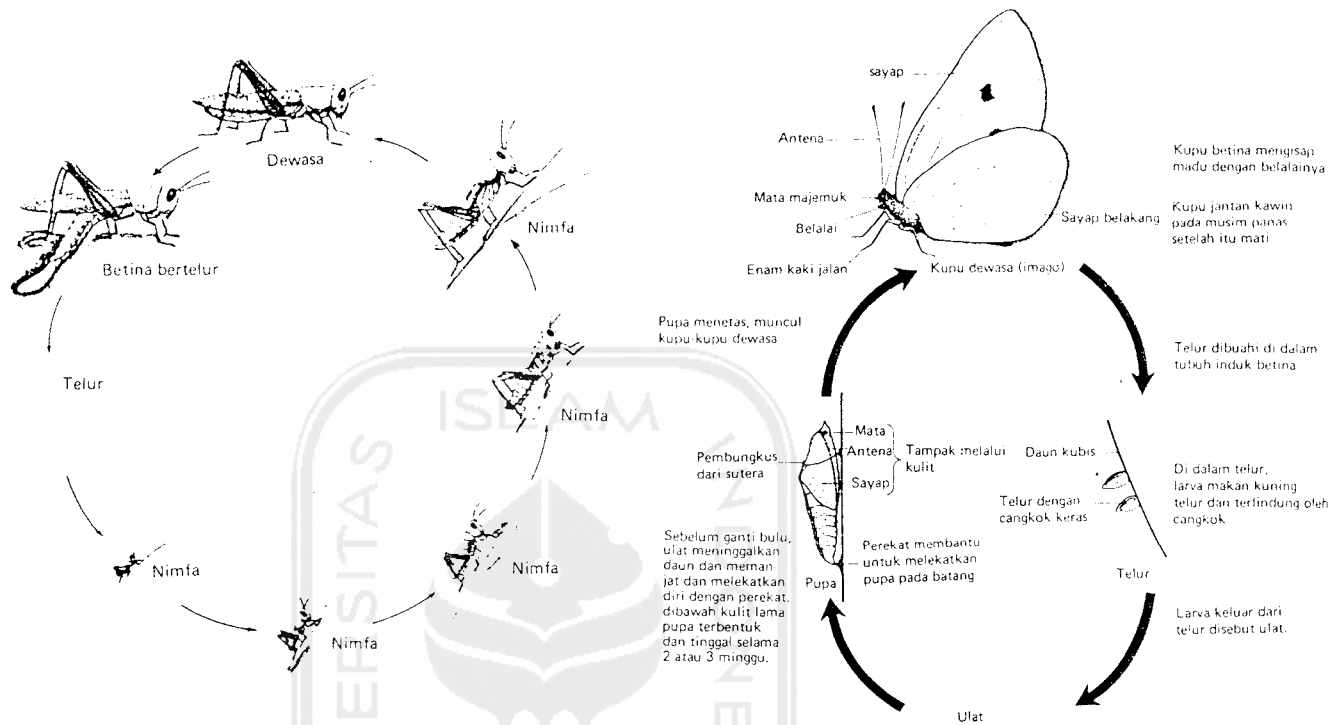 Dewasa
Betina bertelur
Telur
Nimfa
Nimfa
Nimfa
Nimfa
Nimfa
sayap
Antena
Mata majemuk
Belalai
Enam kaki jalan
Sayap belakang
Kupu dewasa (imago)
Kupu betina mengisap
madu dengan belalainya
Kupu jantan kawin
pada musim panas
setelah itu mati
Telur dibuahi di dalam
tubuh induk betina
Daun kubis
Telur dengan
cangkok keras
Telur
Di dalam telur,
larva makan kuning
telur dan terlindung oleh
cangkok
Larva keluar dari
telur disebut ulat.
Ulat
Sebelum ganti bulu,
ulat meninggalkan
daun dan meman
jat dan melekatkan
diri dengan perekat.
dibawah kulit lama
pupa terbentuk
dan tinggal selama
2 atau 3 minggu.
Pupa
Perekat membantu
untuk melekatkan
pupa pada batang
Pembungkus
dari sutera
Mata
Antena
Sayap
Tampak melalui
kulit
Pupa menetas, muncul
kupu-kupu dewasa
ISLAM
ERSITAS